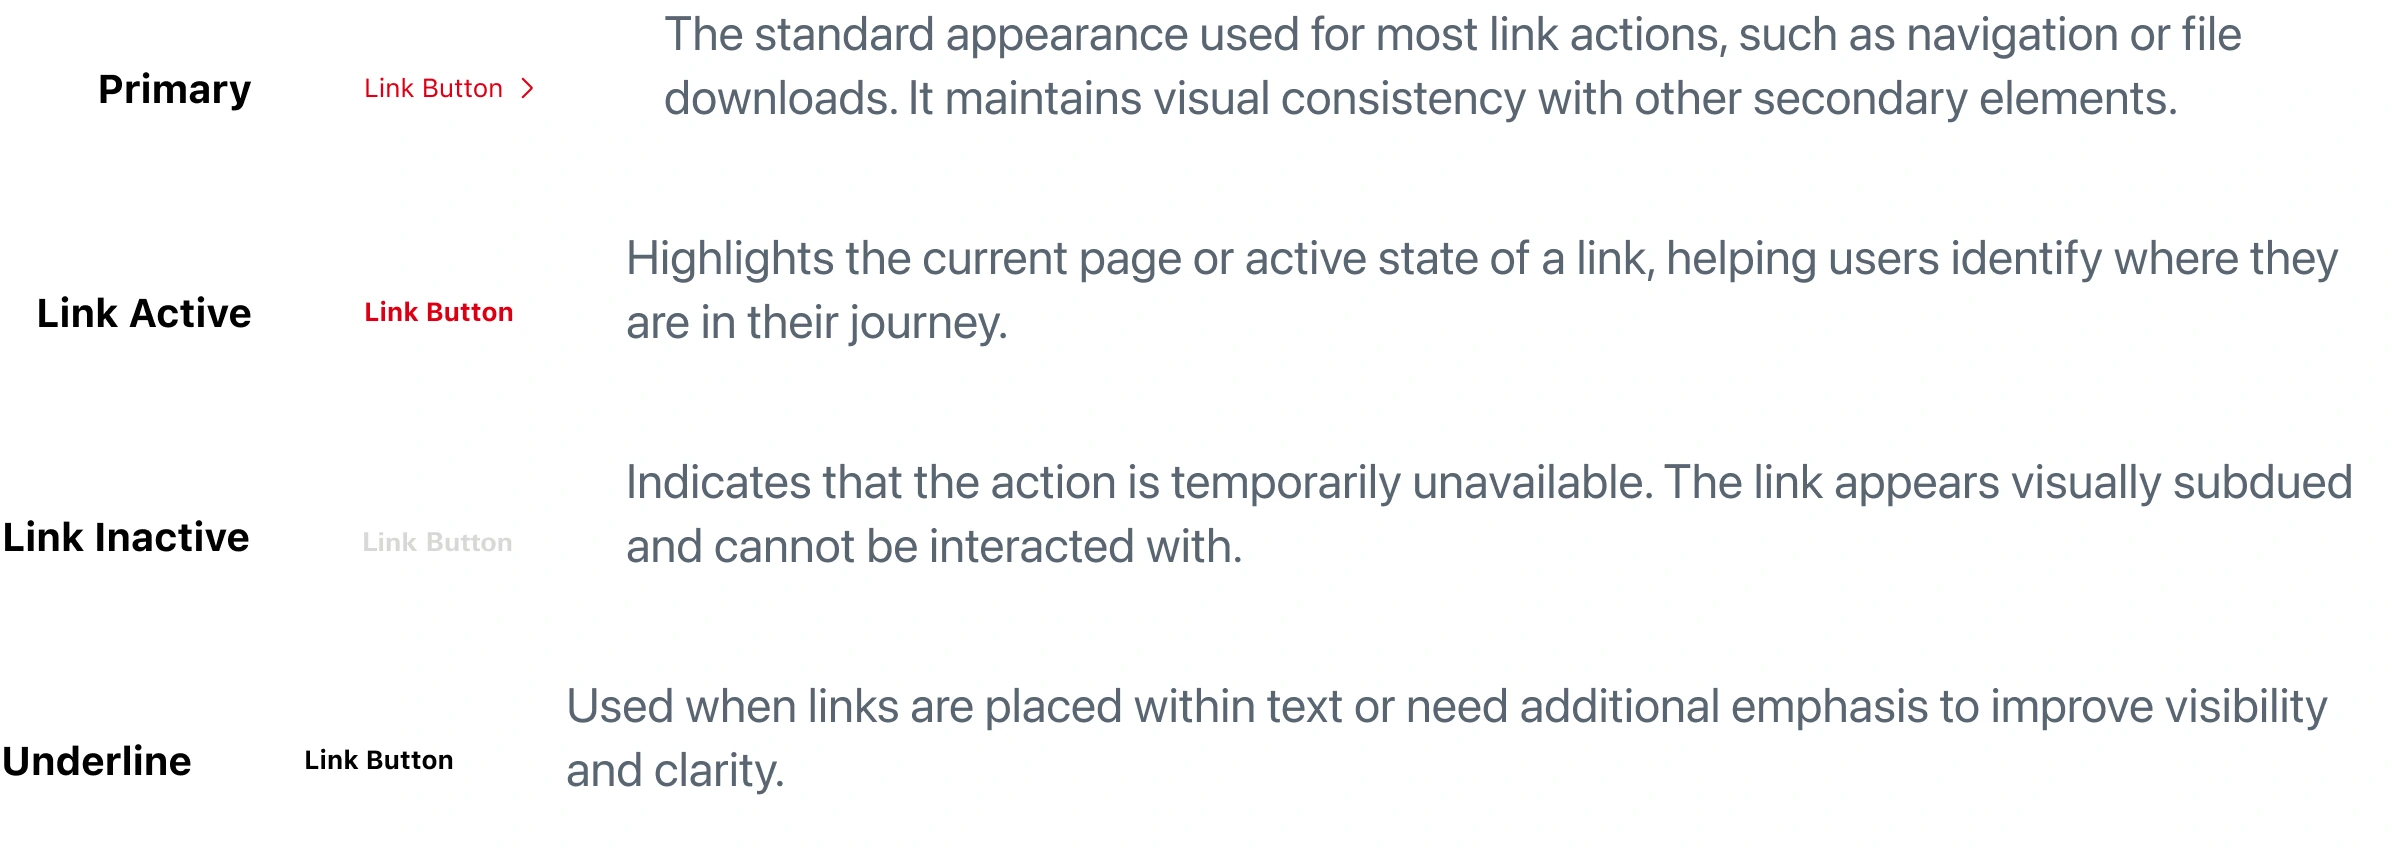 Primary
Link Button
The standard appearance used for most link actions, such as navigation or file
downloads. It maintains visual consistency with other secondary elements.
Link Active
Link Button
Highlights the current page or active state of a link, helping users identify where they
are in their journey.
Link Inactive
Link Button
Indicates that the action is temporarily unavailable. The link appears visually subdued
and cannot be interacted with.
Underline
Link Button
Used when links are placed within text or need additional emphasis to improve visibility
and clarity.